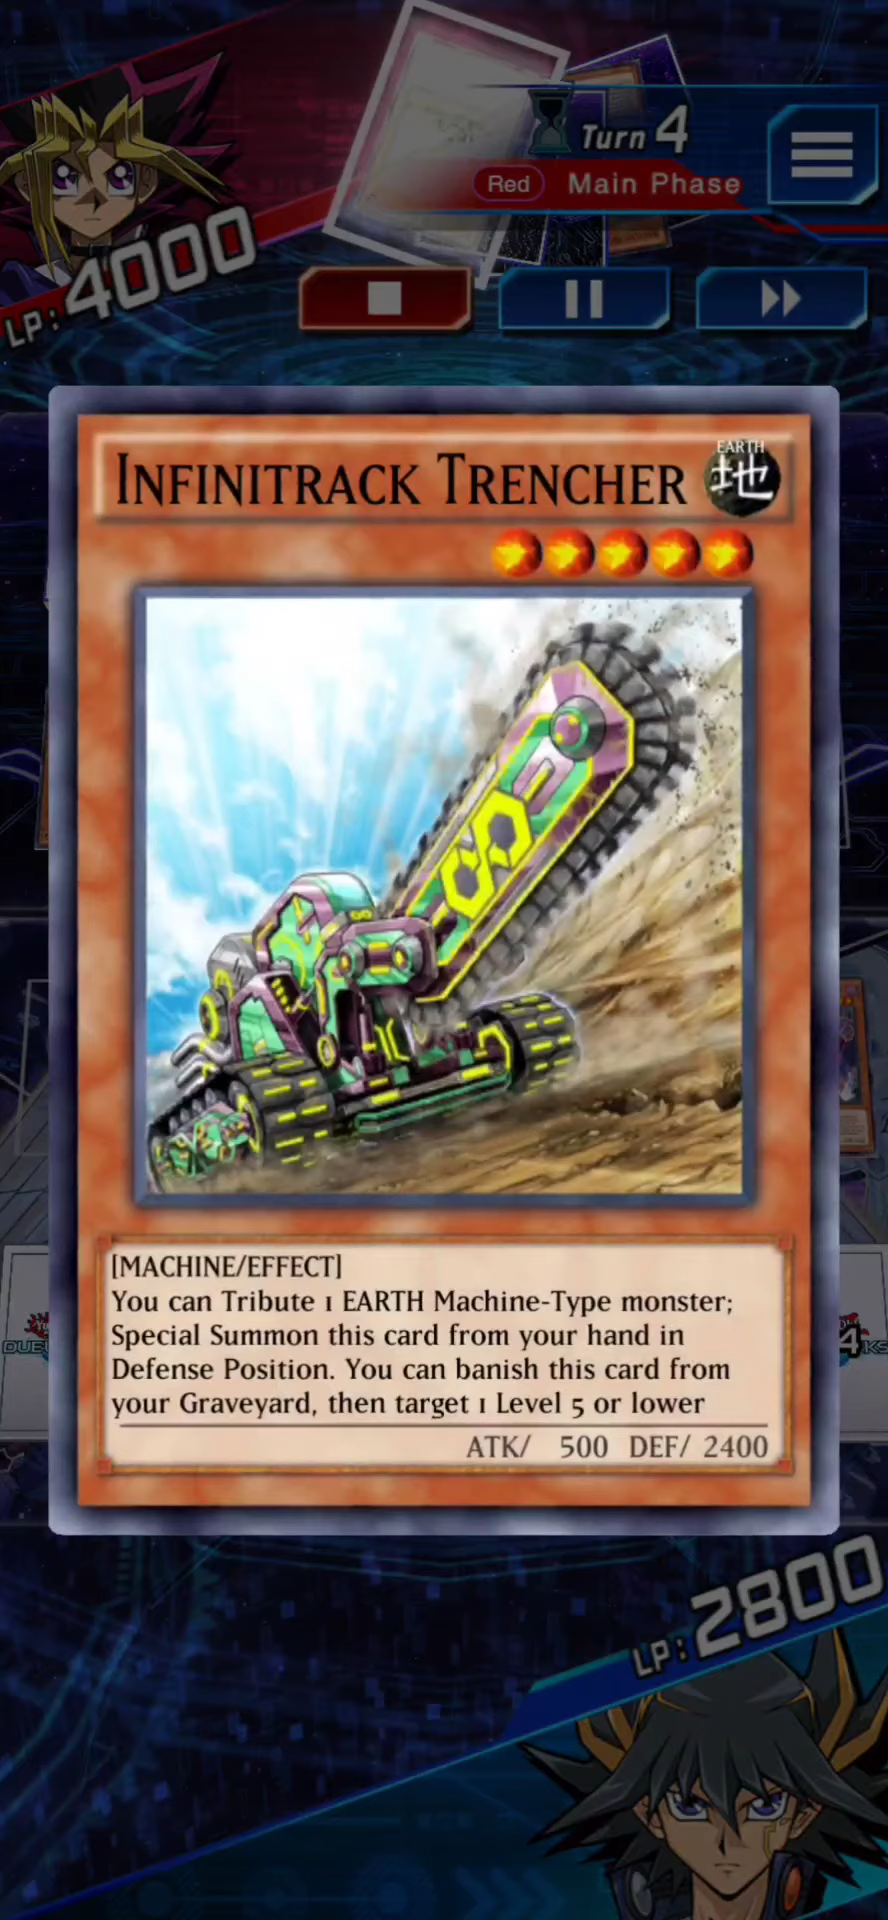 Turn 4
Red Main Phase
LP: 4000
INFINITRACK TRENCHER
EARTH
地
[MACHINE/EFFECT]
You can Tribute 1 EARTH Machine-Type monster;
Special Summon this card from your hand in
Defense Position. You can banish this card from
your Graveyard, then target 1 Level 5 or lower
ATK/ 500 DEF/ 2400
4
LP: 2800